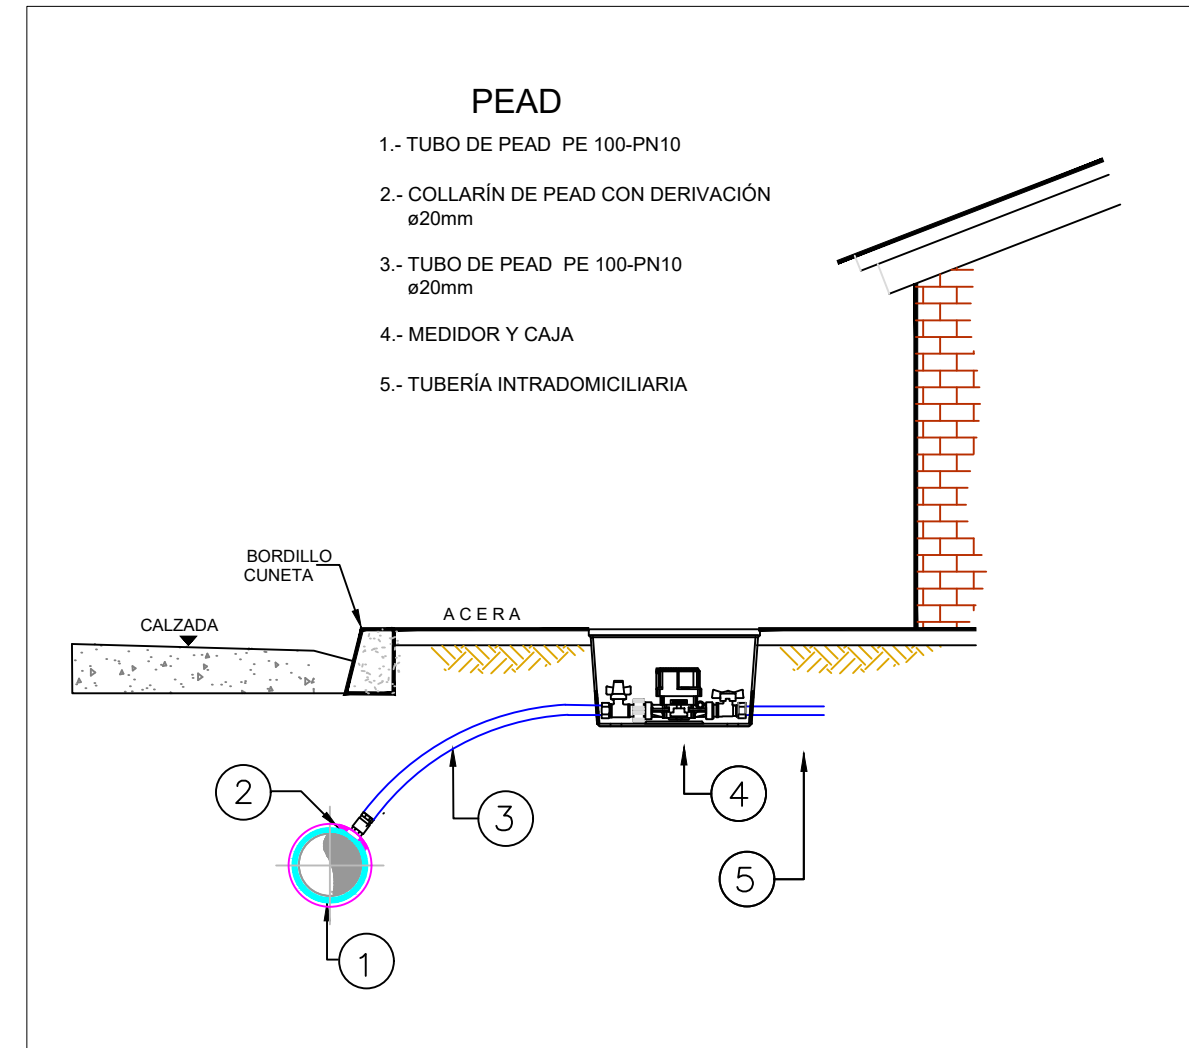 PEAD
1.- TUBO DE PEAD PE 100-PN10
2.- COLLARÍN DE PEAD CON DERIVACIÓN
ø20mm
3.- TUBO DE PEAD PE 100-PN10
ø20mm
4.- MEDIDOR Y CAJA
5.- TUBERÍA INTRADOMICILIARIA
BORDILLO
CUNETA
CALZADA
ACERA
2
3
4
5
1